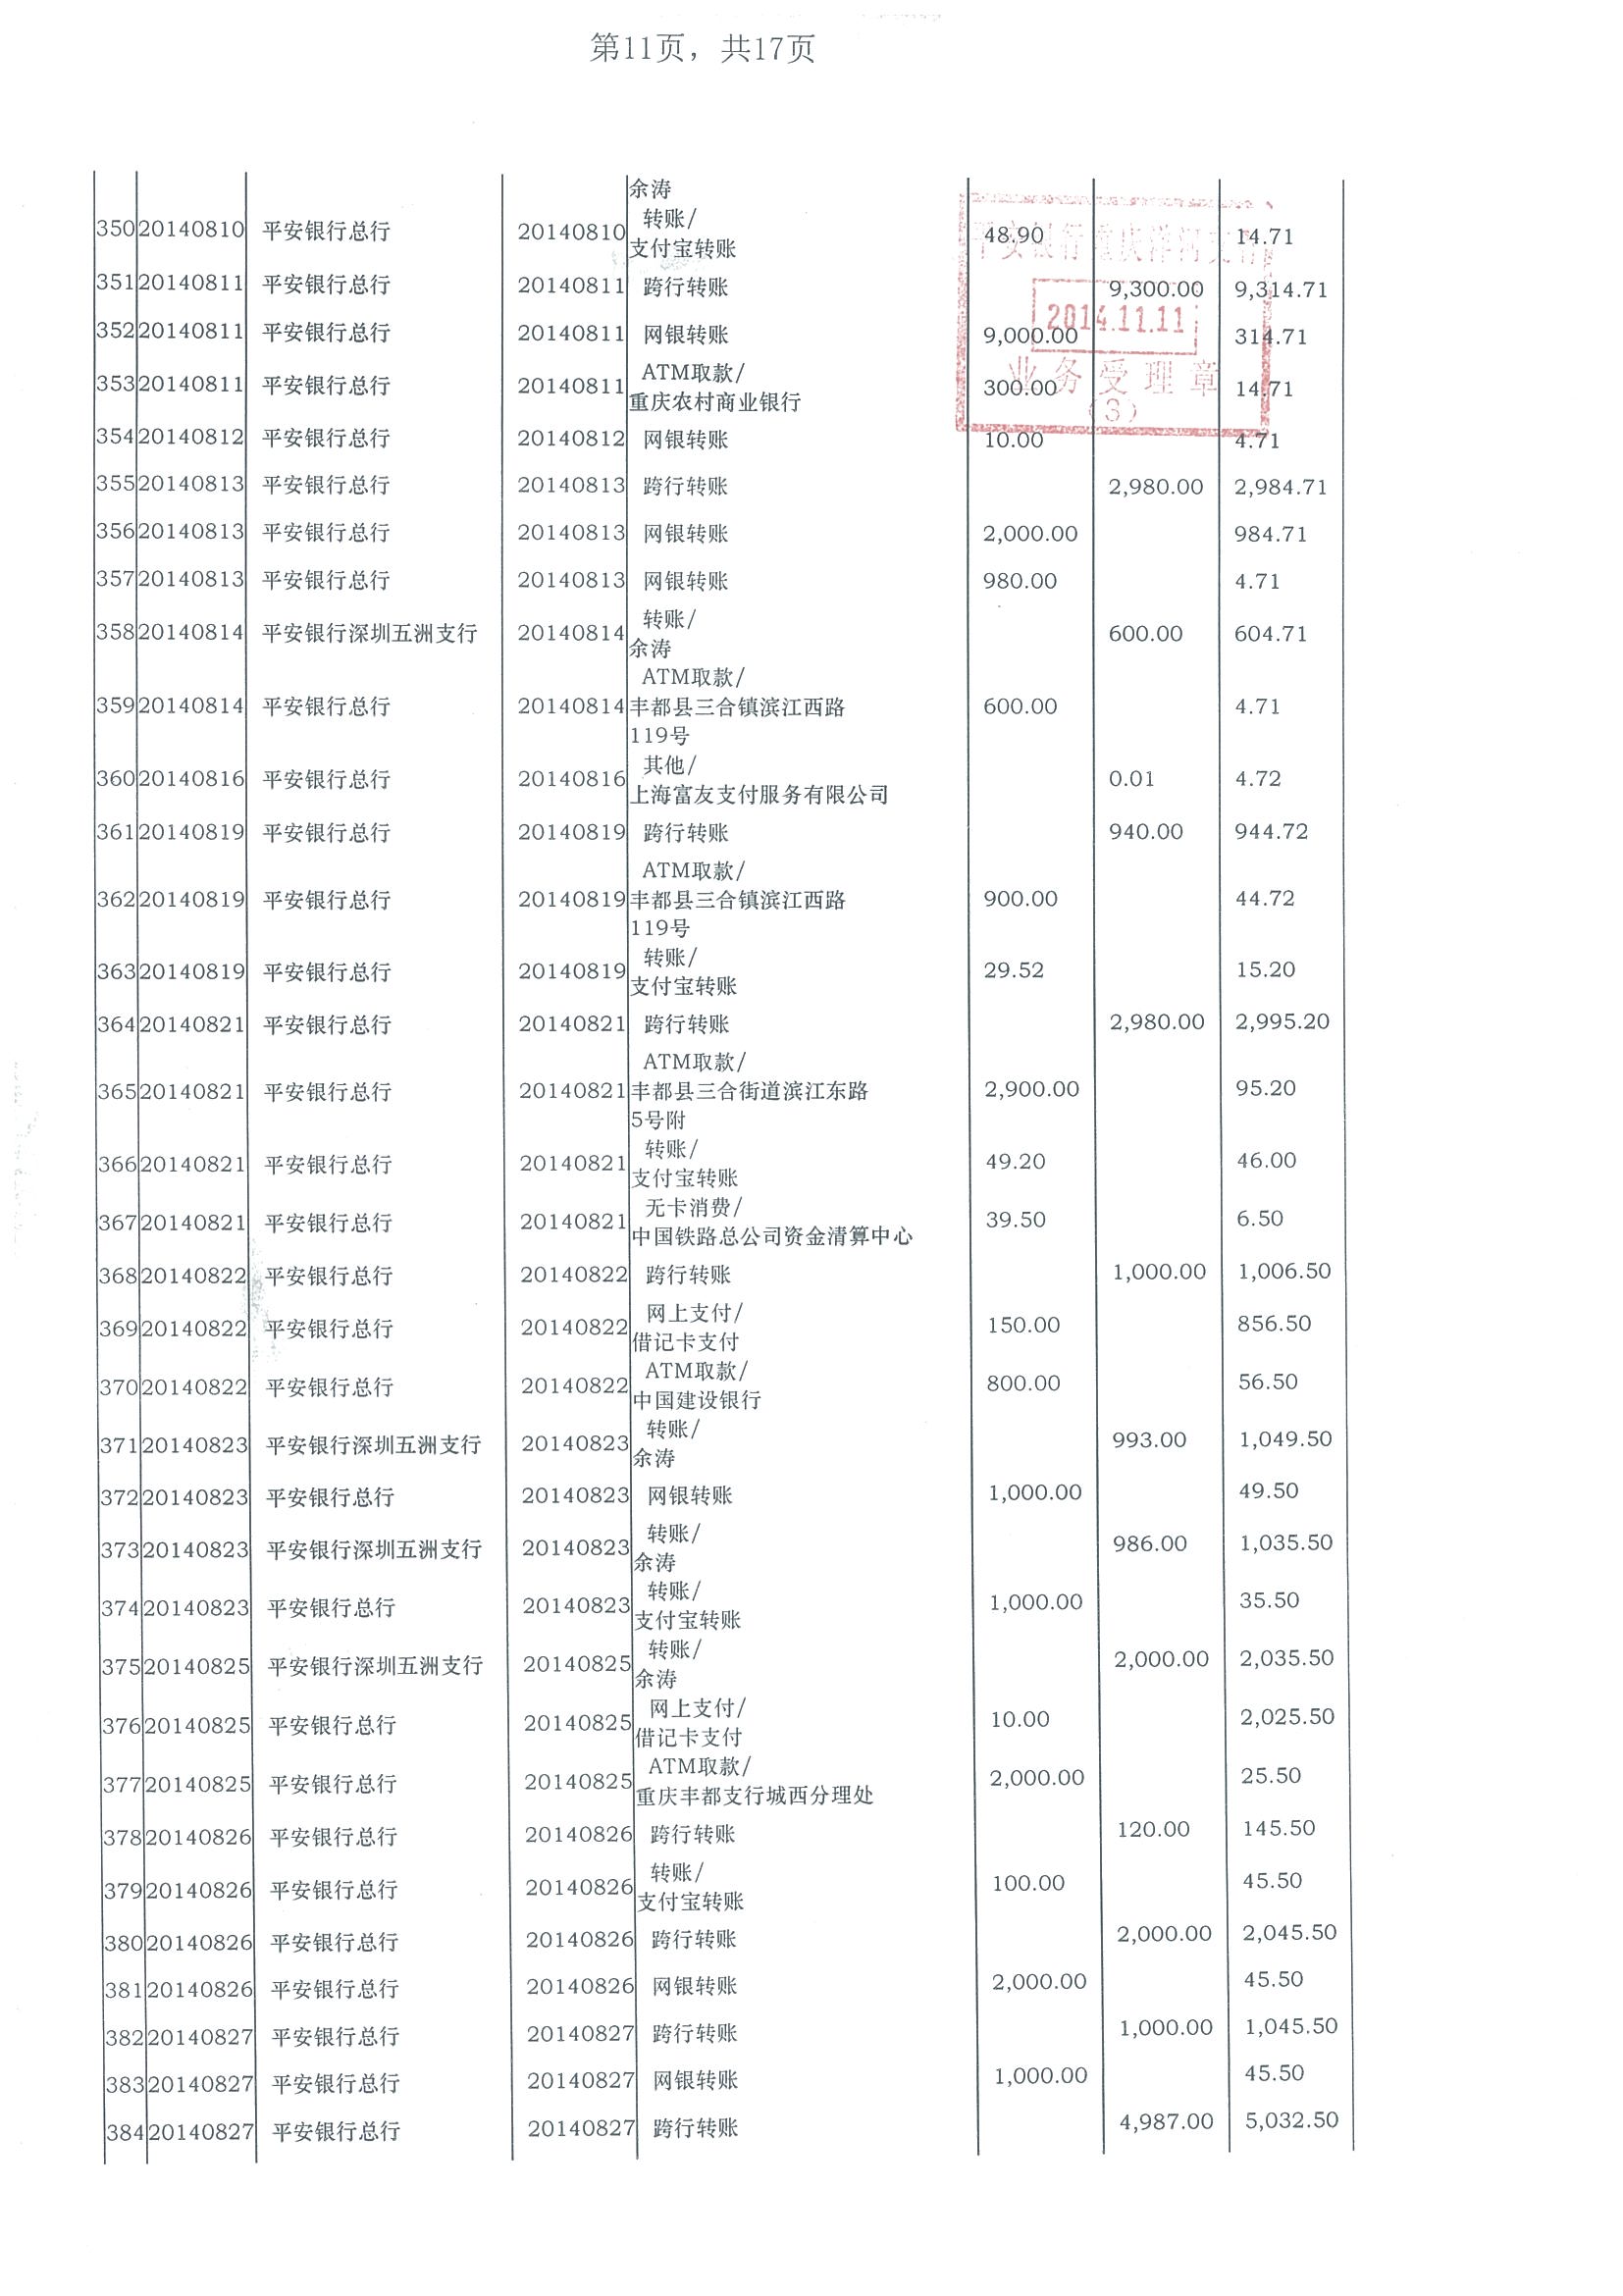 第11页，共17页
余涛
转账/
350 20140810 平安银行总行 20140810 48.90 14.71
支付宝转账
平安银行重庆洋河支行
351 20140811 平安银行总行 20140811 跨行转账 9,300.00 9,314.71
2014.11.11
352 20140811 平安银行总行 20140811 网银转账 9,000.00 314.71
ATM取款/
353 20140811 平安银行总行 20140811 300.00 14.71
重庆农村商业银行
业务受理章
(3)
354 20140812 平安银行总行 20140812 网银转账 10.00 4.71
355 20140813 平安银行总行 20140813 跨行转账 2,980.00 2,984.71
356 20140813 平安银行总行 20140813 网银转账 2,000.00 984.71
357 20140813 平安银行总行 20140813 网银转账 980.00 4.71
转账/
358 20140814 平安银行深圳五洲支行 20140814 600.00 604.71
余涛
ATM取款/
359 20140814 平安银行总行 20140814 丰都县三合镇滨江西路 600.00 4.71
119号
其他/
360 20140816 平安银行总行 20140816 0.01 4.72
上海富友支付服务有限公司
361 20140819 平安银行总行 20140819 跨行转账 940.00 944.72
ATM取款/
362 20140819 平安银行总行 20140819 丰都县三合镇滨江西路 900.00 44.72
119号
转账/
363 20140819 平安银行总行 20140819 29.52 15.20
支付宝转账
364 20140821 平安银行总行 20140821 跨行转账 2,980.00 2,995.20
ATM取款/
365 20140821 平安银行总行 20140821 丰都县三合街道滨江东路 2,900.00 95.20
5号附
转账/
366 20140821 平安银行总行 20140821 49.20 46.00
支付宝转账
无卡消费/
367 20140821 平安银行总行 20140821 39.50 6.50
中国铁路总公司资金清算中心
368 20140822 平安银行总行 20140822 跨行转账 1,000.00 1,006.50
网上支付/
369 20140822 平安银行总行 20140822 150.00 856.50
借记卡支付
ATM取款/
370 20140822 平安银行总行 20140822 800.00 56.50
中国建设银行
转账/
371 20140823 平安银行深圳五洲支行 20140823 993.00 1,049.50
余涛
372 20140823 平安银行总行 20140823 网银转账 1,000.00 49.50
转账/
373 20140823 平安银行深圳五洲支行 20140823 986.00 1,035.50
余涛
转账/
374 20140823 平安银行总行 20140823 1,000.00 35.50
支付宝转账
转账/
375 20140825 平安银行深圳五洲支行 20140825 2,000.00 2,035.50
余涛
网上支付/
376 20140825 平安银行总行 20140825 10.00 2,025.50
借记卡支付
ATM取款/
377 20140825 平安银行总行 20140825 2,000.00 25.50
重庆丰都支行城西分理处
378 20140826 平安银行总行 20140826 跨行转账 120.00 145.50
转账/
379 20140826 平安银行总行 20140826 100.00 45.50
支付宝转账
380 20140826 平安银行总行 20140826 跨行转账 2,000.00 2,045.50
381 20140826 平安银行总行 20140826 网银转账 2,000.00 45.50
382 20140827 平安银行总行 20140827 跨行转账 1,000.00 1,045.50
383 20140827 平安银行总行 20140827 网银转账 1,000.00 45.50
384 20140827 平安银行总行 20140827 跨行转账 4,987.00 5,032.50